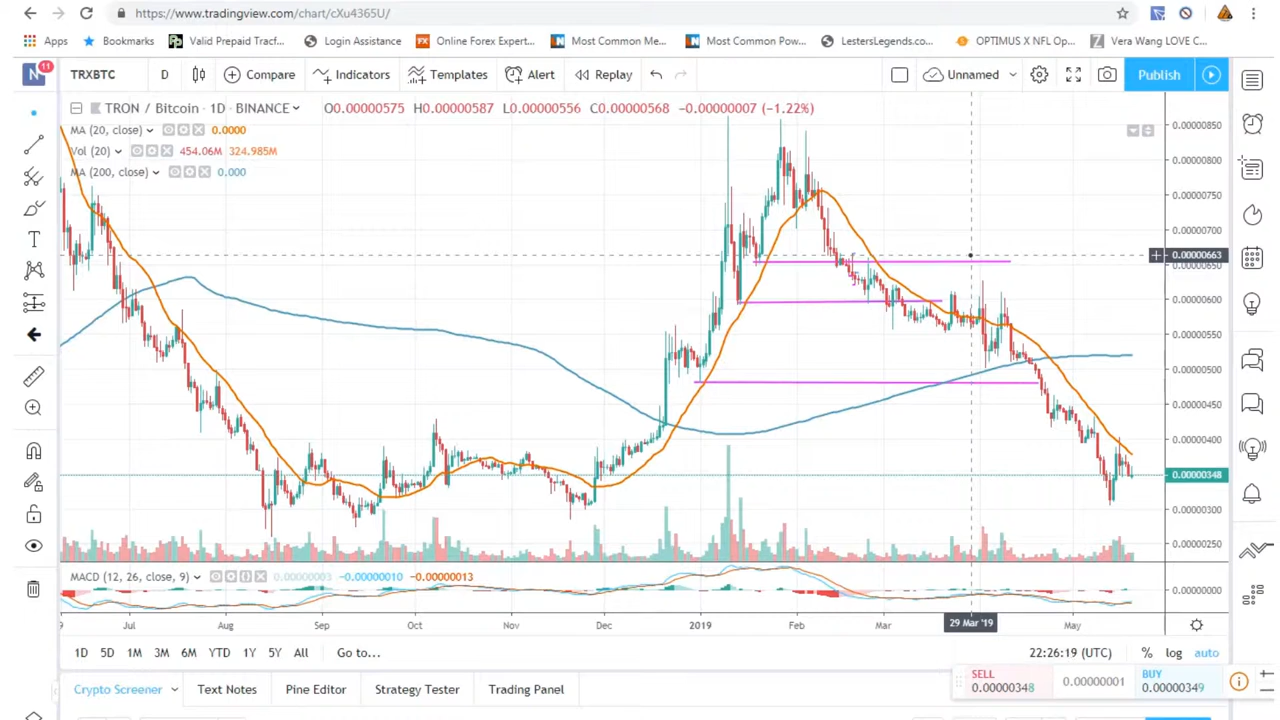 https://www.tradingview.com/chart/cXu4365U/
Apps Bookmarks Valid Prepaid Tracf... Login Assistance Online Forex Expert... Most Common Me... Most Common Pow... LestersLegends.co... OPTIMUS X NFL Op... Vera Wang LOVE C...
N 11 TRXBTC D Compare Indicators Templates Alert Replay Unnamed Publish
TRON / Bitcoin · 1D · BINANCE O0.00000575 H0.00000587 L0.00000556 C0.00000568 −0.00000007 (−1.22%)
MA (20, close) 0.0000
Vol (20) 454.06M 324.985M
MA (200, close) 0.000
0.00000850
0.00000800
0.00000750
0.00000700
0.00000663
0.00000650
0.00000600
0.00000550
0.00000500
0.00000450
0.00000400
0.00000348
0.00000300
0.00000250
MACD (12, 26, close, 9) 0.00000003 −0.00000010 −0.00000013
0.00000000
9 Jul Aug Sep Oct Nov Dec 2019 Feb Mar 29 Mar '19 May
1D 5D 1M 3M 6M YTD 1Y 5Y All Go to... 22:26:19 (UTC) % log auto
SELL 0.00000348 0.00000001 BUY 0.00000349
Crypto Screener Text Notes Pine Editor Strategy Tester Trading Panel